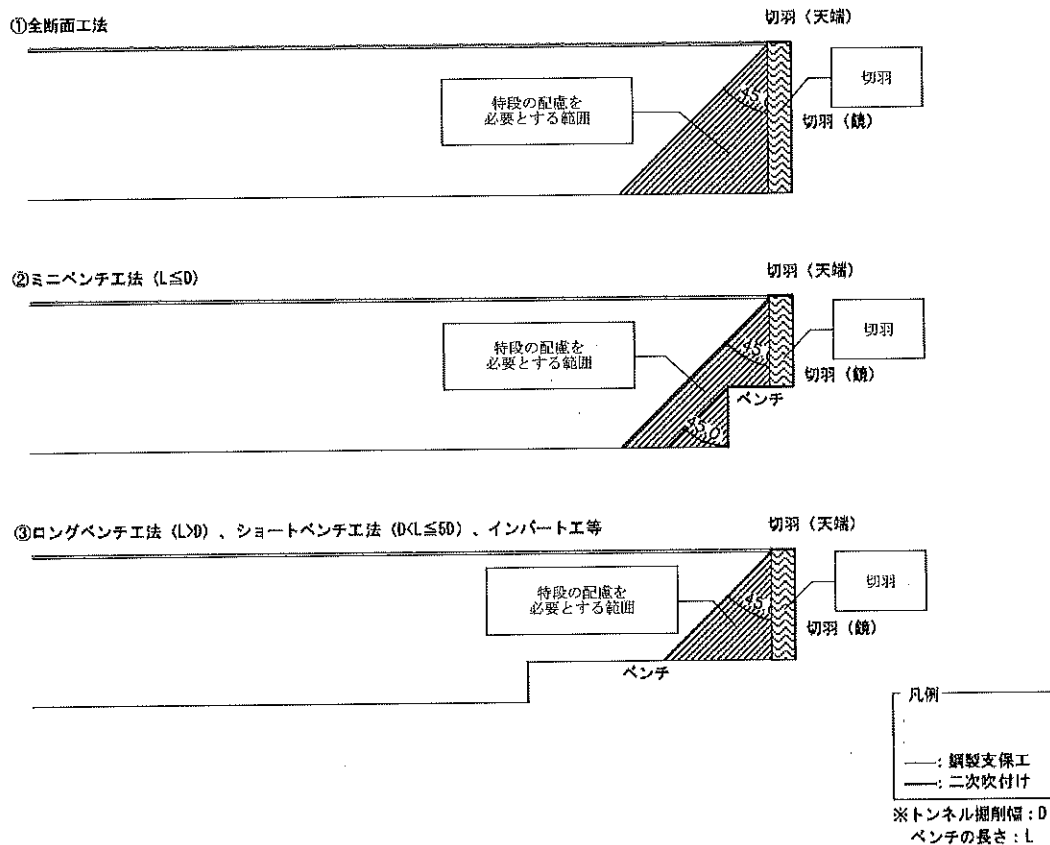 ①全断面工法
切羽（天端）
切羽
特段の配慮を
必要とする範囲
45°
切羽（鏡）
②ミニベンチ工法（L≦D）
切羽（天端）
切羽
特段の配慮を
必要とする範囲
45°
切羽（鏡）
ベンチ
45°
③ロングベンチ工法（L>D）、ショートベンチ工法（D<L≦5D）、インバート工等
切羽（天端）
切羽
特段の配慮を
必要とする範囲
45°
切羽（鏡）
ベンチ
凡例
：鋼製支保工
：二次吹付け
※トンネル掘削幅：D
ベンチの長さ：L